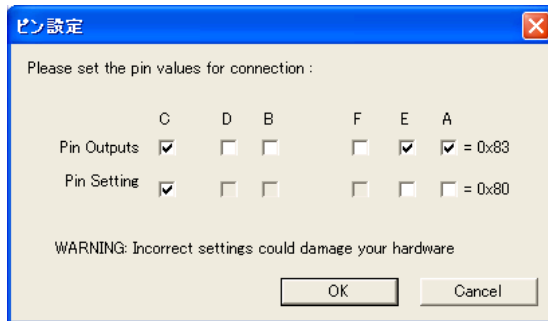 ピン設定
Please set the pin values for connection :
C D B F E A
Pin Outputs = 0x83
Pin Setting = 0x80
WARNING: Incorrect settings could damage your hardware
OK Cancel